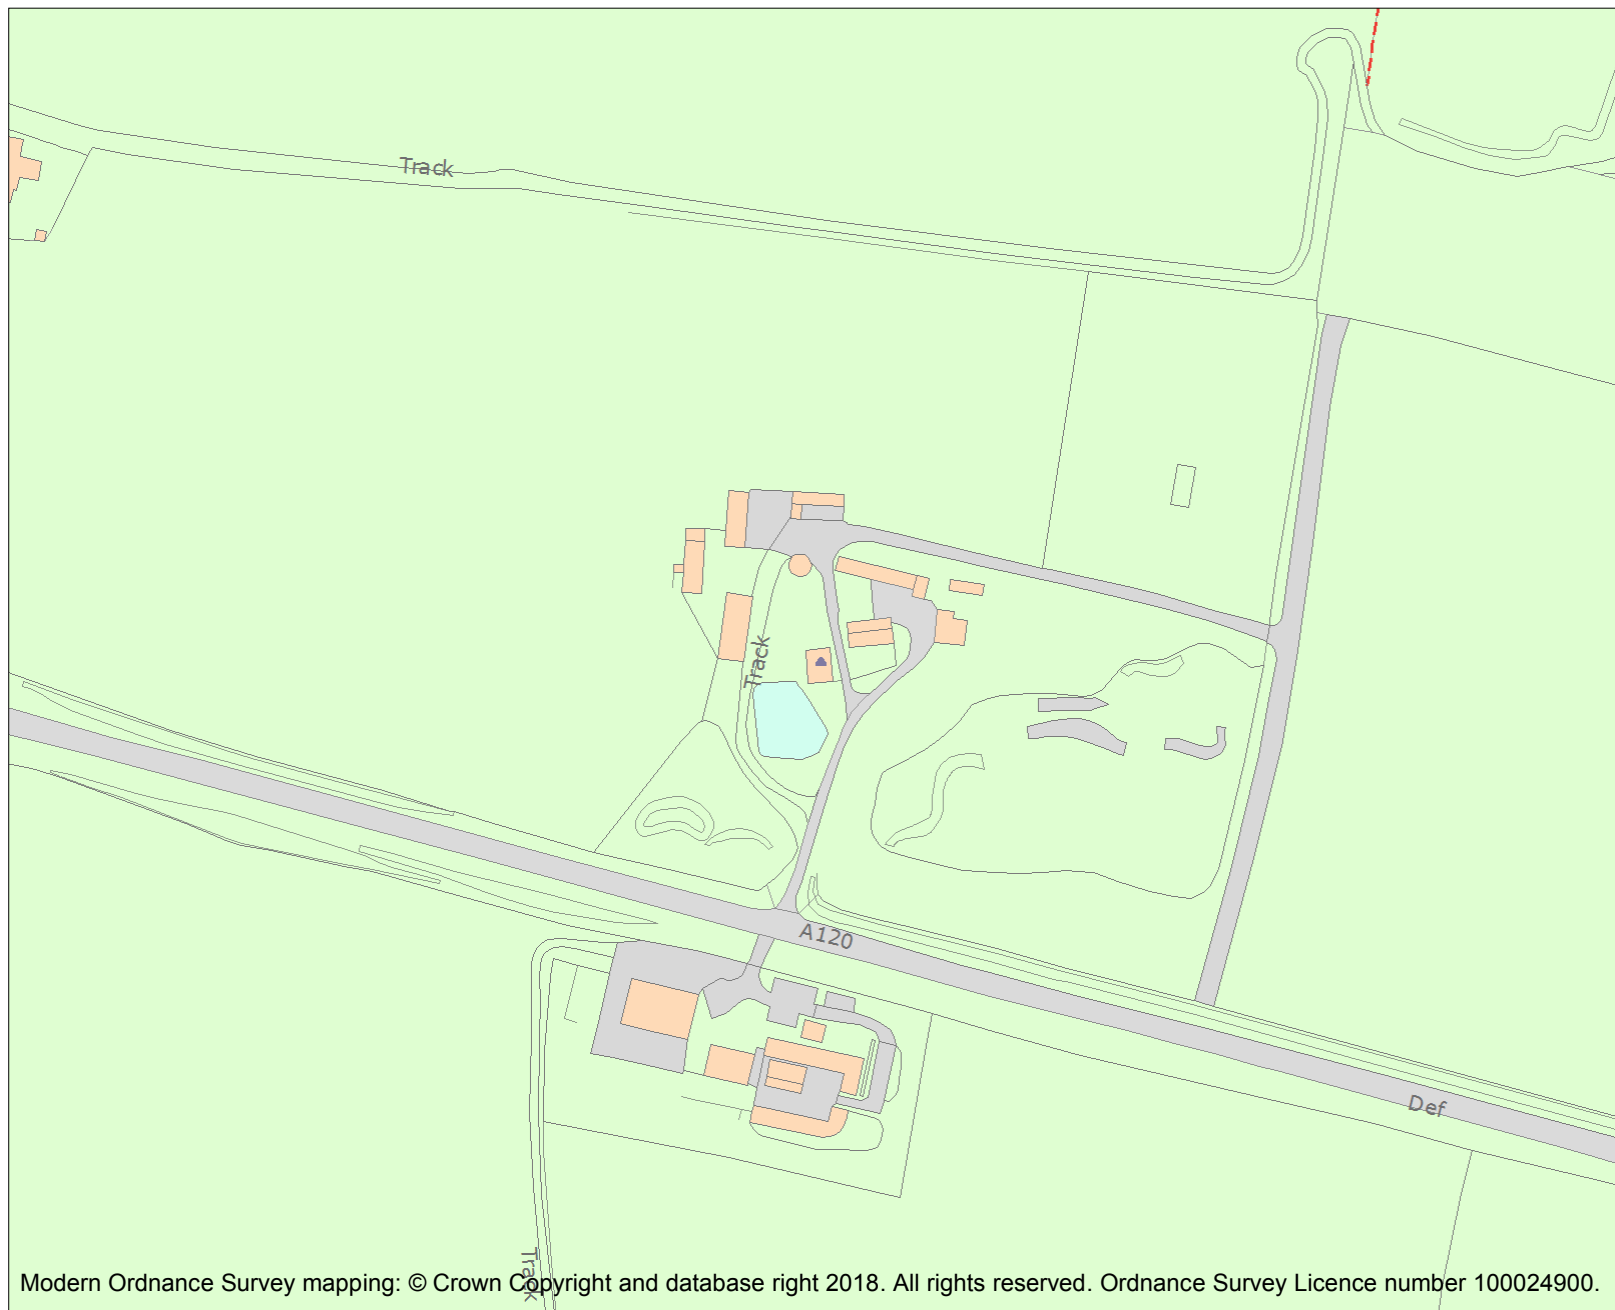 Track
Track
A120
Def
Track
Modern Ordnance Survey mapping: © Crown Copyright and database right 2018. All rights reserved. Ordnance Survey Licence number 100024900.